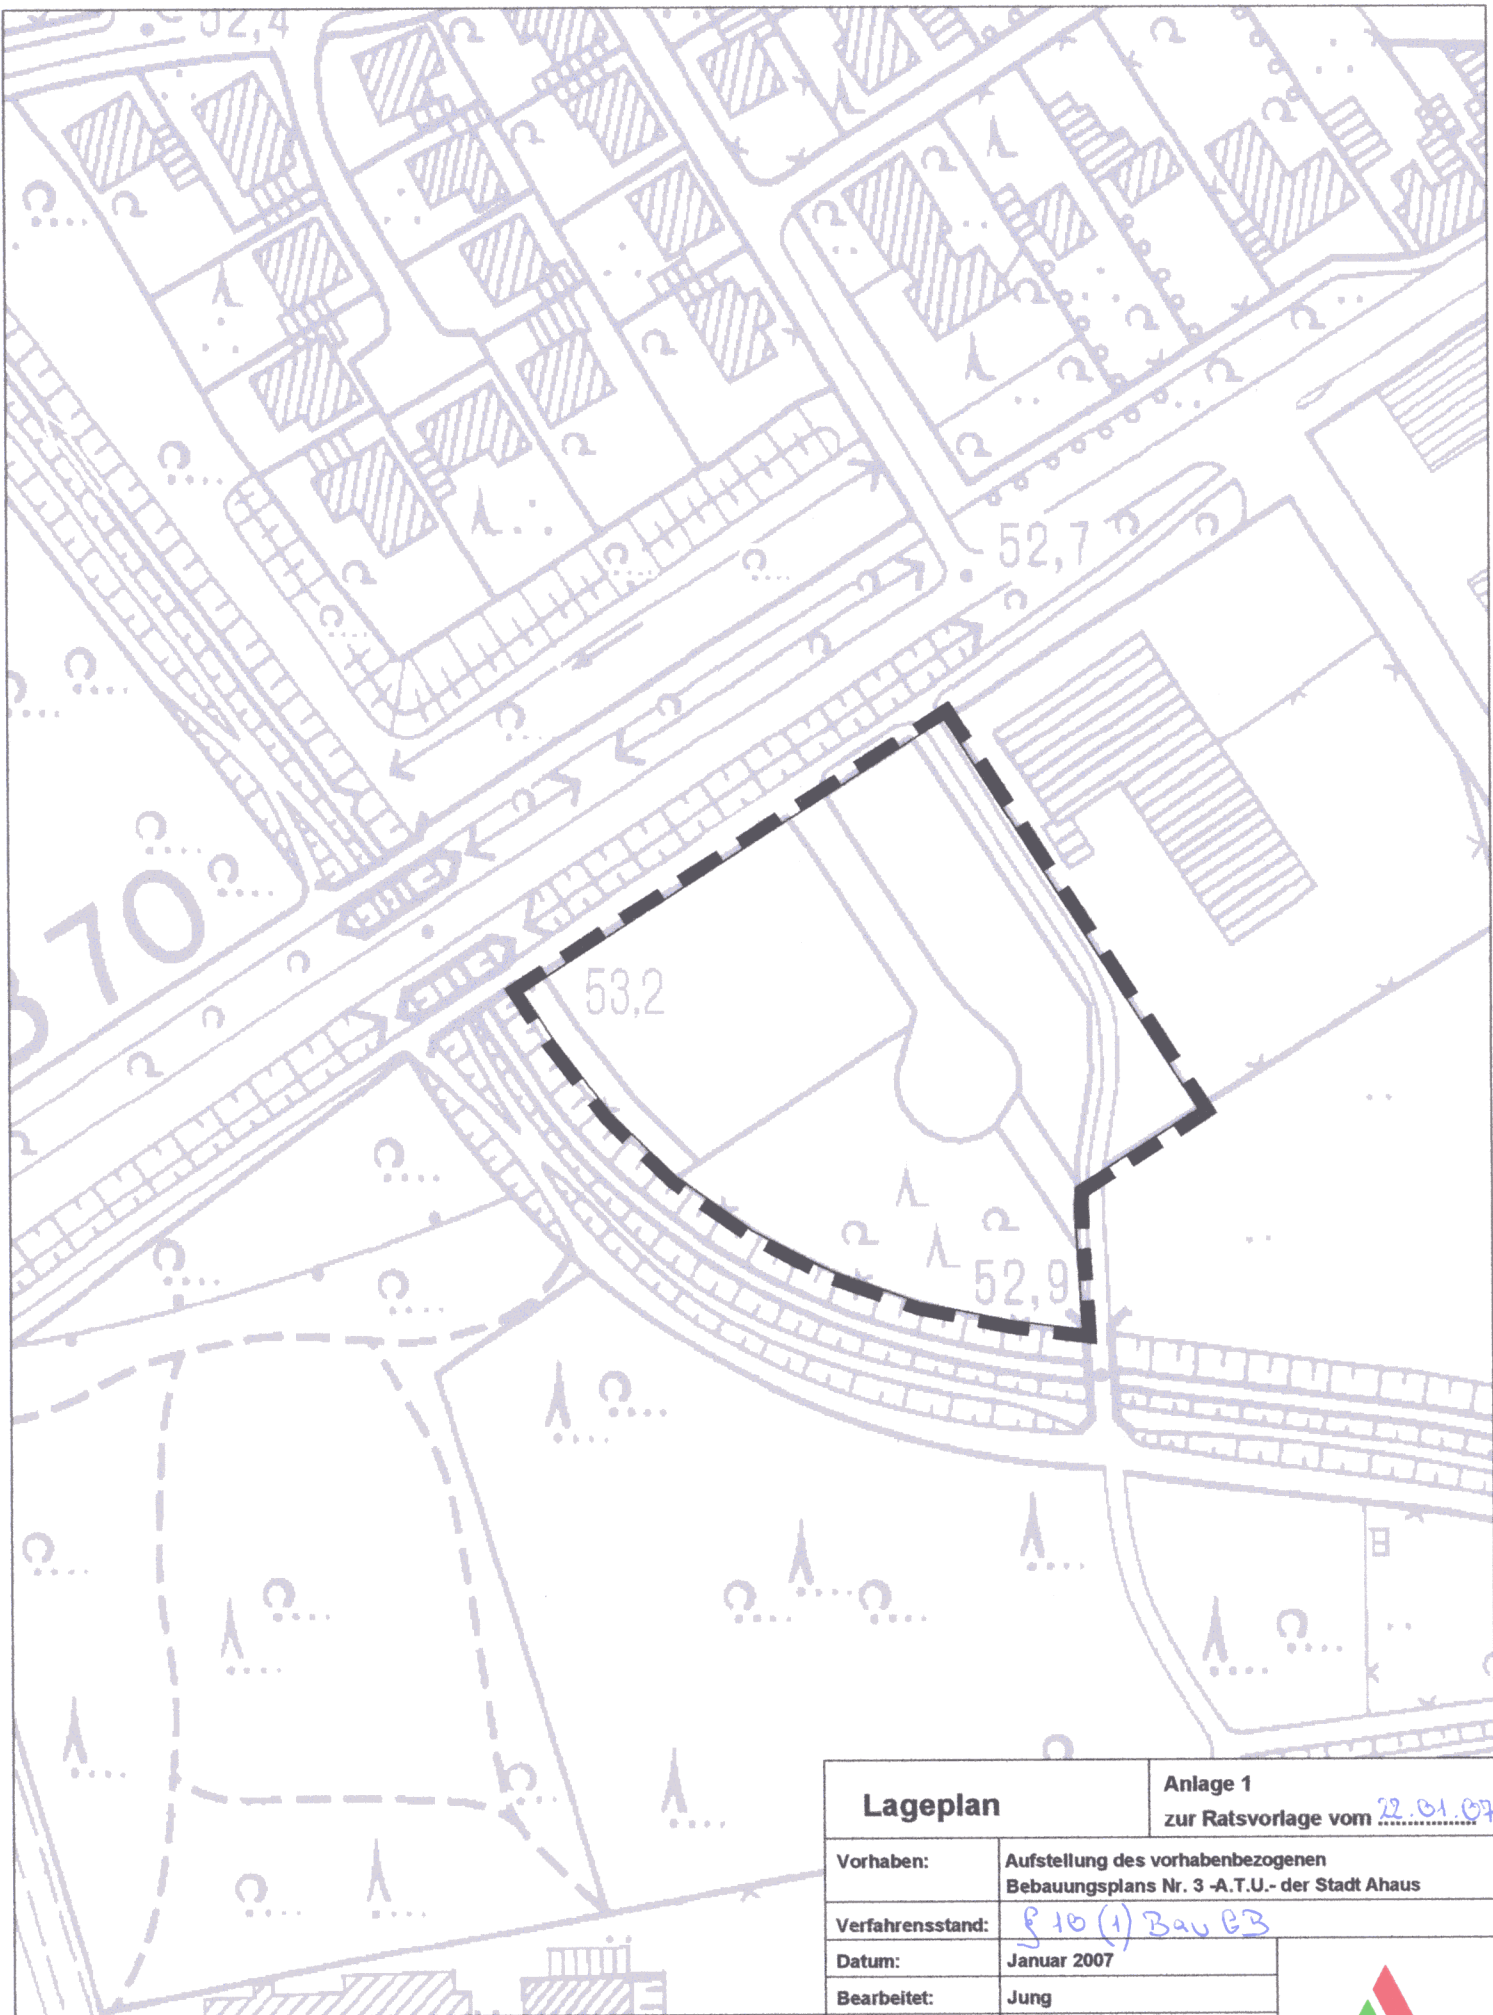 52,4
52,7
370
53,2
52,9
Lageplan
Anlage 1
zur Ratsvorlage vom 22.01.07
Vorhaben:
Aufstellung des vorhabenbezogenen
Bebauungsplans Nr. 3 -A.T.U.- der Stadt Ahaus
Verfahrensstand:
§ 10 (1) BauGB
Datum:
Januar 2007
Bearbeitet:
Jung